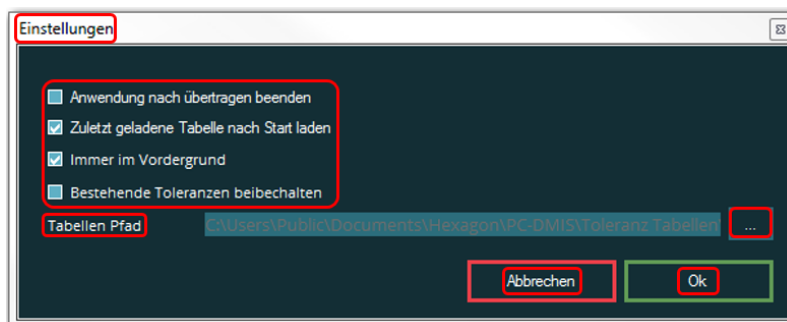 Einstellungen
Anwendung nach übertragen beenden
Zuletzt geladene Tabelle nach Start laden
Immer im Vordergrund
Bestehende Toleranzen beibechalten
Tabellen Pfad C:\Users\Public\Documents\Hexagon\PC-DMIS\Toleranz Tabellen ...
Abbrechen Ok